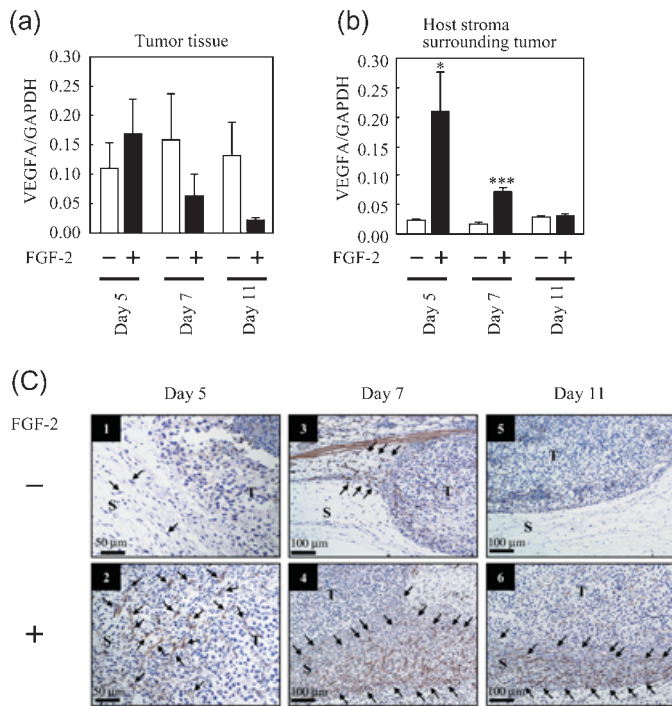 (a)
Tumor tissue
VEGFA/GAPDH
0.30
0.25
0.20
0.15
0.10
0.05
0.00
FGF-2 − + − + − +
Day 5 Day 7 Day 11
(b)
Host stroma
surrounding tumor
VEGFA/GAPDH
0.30
0.25
0.20
0.15
0.10
0.05
0.00
*
***
FGF-2 − + − + − +
Day 5 Day 7 Day 11
(C)
Day 5 Day 7 Day 11
FGF-2
−
1 S T 50 µm
3 S T 100 µm
5 S T 100 µm
+
2 S T 50 µm
4 S T 100 µm
6 S T 100 µm